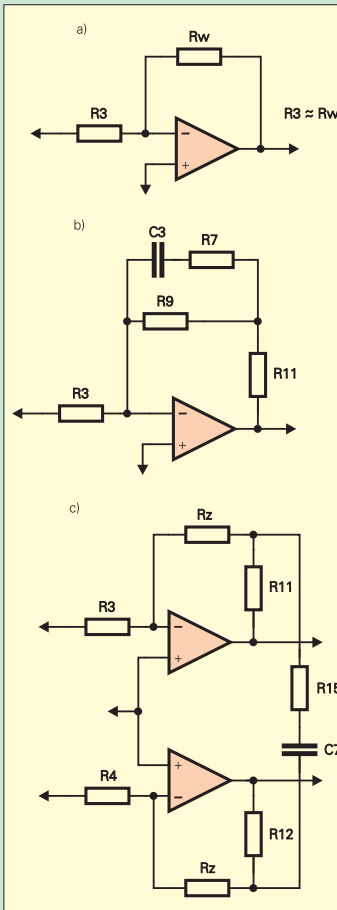 a)
Rw
R3
R3 ≈ Rw
−
+
b)
C3
R7
R9
R11
R3
−
+
c)
Rz
R11
R3
−
+
R15
C7
+
−
R4
R12
Rz